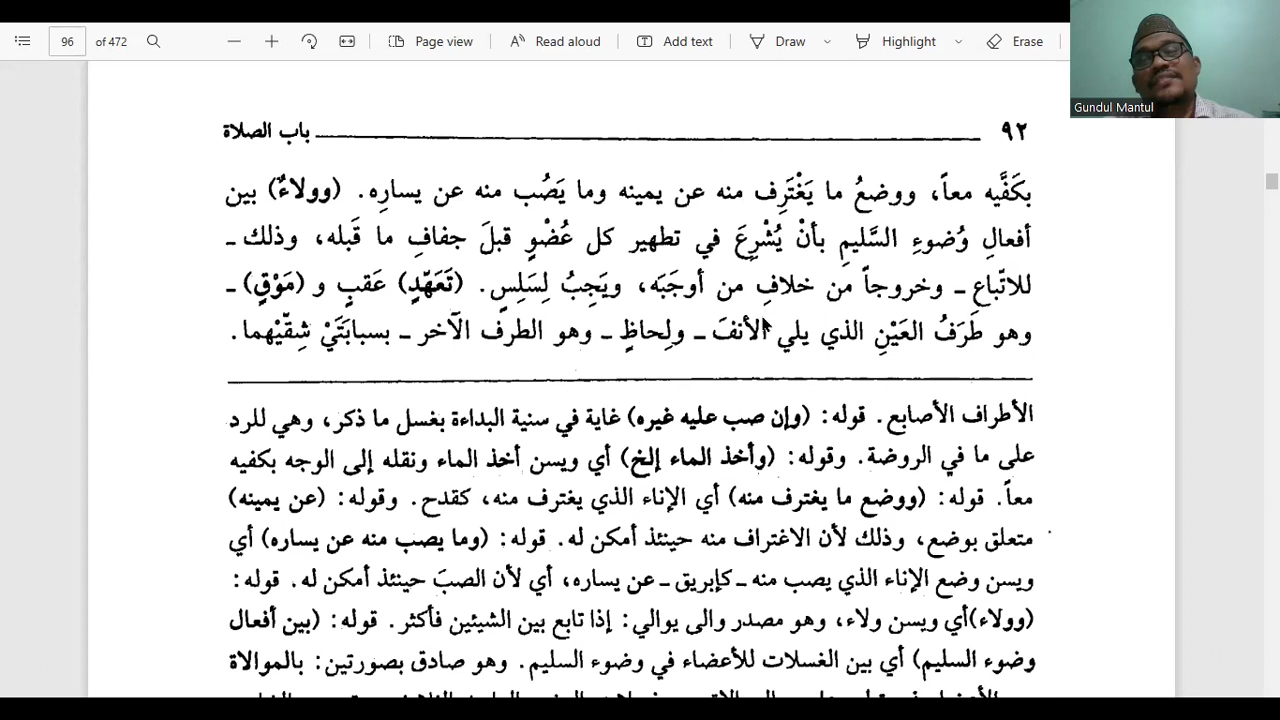 96 of 472 Page view Read aloud Add text Draw Highlight Erase
Gundul Mantul
٩٢ باب الصلاة
بكَفَّيه معاً، ووضعُ ما يَغْتَرِف منه عن يمينه وما يَصُب منه عن يسارِه. (وولاءٌ) بين
أفعالِ وُضوءِ السَّليمِ بأنْ يُشْرِعَ في تطهير كل عُضْوٍ قبلَ جفافِ ما قَبله، وذلك ـ
للاتّباعِ ـ وخروجاً من خلافِ من أوجَبَه، ويَجِبُ لِسَلِسٍ. (تَعَهّدِ) عَقبٍ و (مَوْقٍ) ـ
وهو طَرَفُ العَيْنِ الذي يلي الأنفَ ـ ولِحاظٍ ـ وهو الطرف الآخر ـ بسبابَتَيْ شِقّيْهما.
الأطراف الأصابع. قوله: (وإن صب عليه غيره) غاية في سنية البداءة بغسل ما ذكر، وهي للرد
على ما في الروضة. وقوله: (وأخذ الماء إلخ) أي ويسن أخذ الماء ونقله إلى الوجه بكفيه
معاً. قوله: (ووضع ما يغترف منه) أي الإناء الذي يغترف منه، كقدح. وقوله: (عن يمينه)
متعلق بوضع، وذلك لأن الاغتراف منه حينئذ أمكن له. قوله: (وما يصب منه عن يساره) أي
ويسن وضع الإناء الذي يصب منه ـ كإبريق ـ عن يساره، أي لأن الصبَ حينئذ أمكن له. قوله:
(وولاء)أي ويسن ولاء، وهو مصدر والى يوالي: إذا تابع بين الشيئين فأكثر. قوله: (بين أفعال
وضوء السليم) أي بين الغسلات للأعضاء في وضوء السليم. وهو صادق بصورتين: بالموالاة